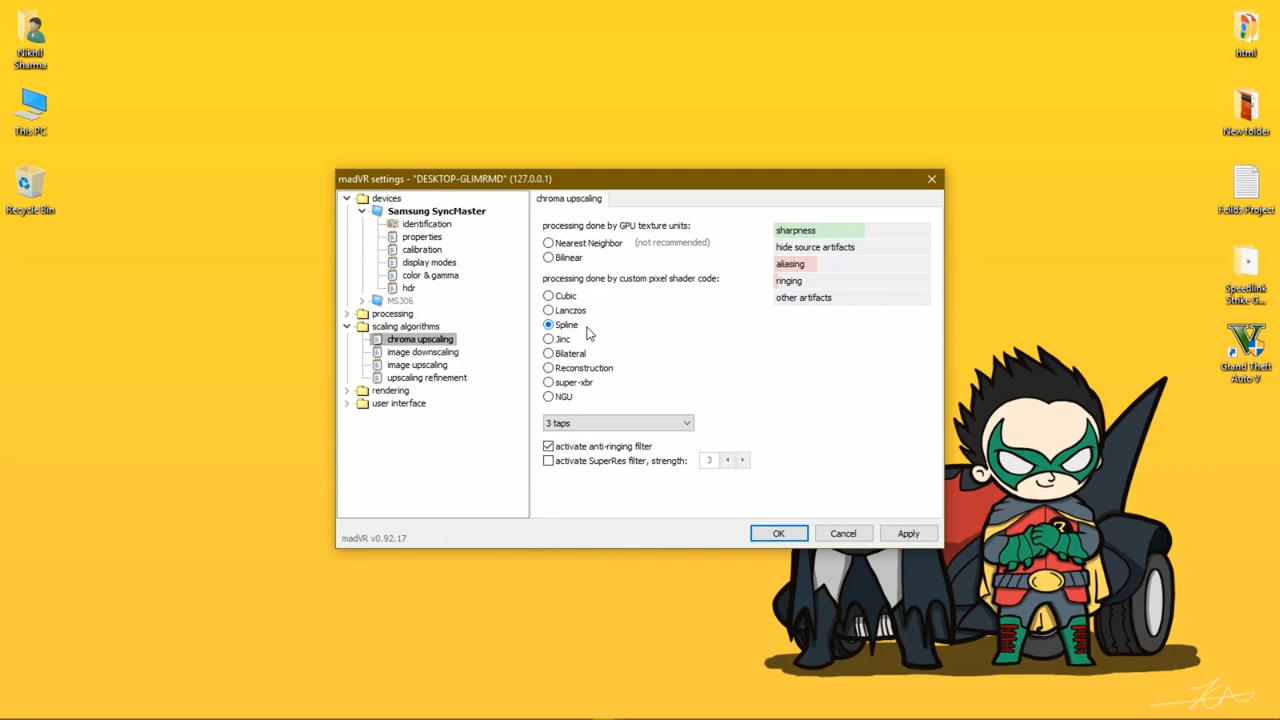 Nikhil
Sharma
This PC
Recycle Bin
html
New folder
Feilds Project
Speedlink
Strike G...
Grand Theft
Auto V
madVR settings - "DESKTOP-GLIMRMD" (127.0.0.1)
devices
Samsung SyncMaster
identification
properties
calibration
display modes
color & gamma
hdr
MS306
processing
scaling algorithms
chroma upscaling
image downscaling
image upscaling
upscaling refinement
rendering
user interface
madVR v0.92.17
chroma upscaling
processing done by GPU texture units:
Nearest Neighbor (not recommended)
Bilinear
processing done by custom pixel shader code:
Cubic
Lanczos
Spline
Jinc
Bilateral
Reconstruction
super-xbr
NGU
3 taps
activate anti-ringing filter
activate SuperRes filter, strength: 3
sharpness
hide source artifacts
aliasing
ringing
other artifacts
OK Cancel Apply